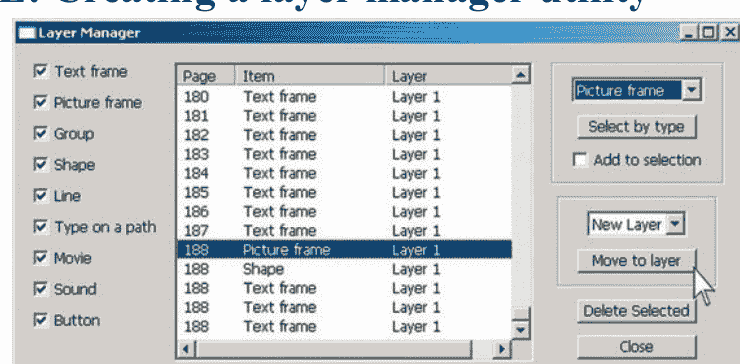 Creating a layer manager utility
Layer Manager
Text frame
Picture frame
Group
Shape
Line
Type on a path
Movie
Sound
Button
Page Item Layer
180 Text frame Layer 1
181 Text frame Layer 1
182 Text frame Layer 1
183 Text frame Layer 1
184 Text frame Layer 1
185 Text frame Layer 1
186 Text frame Layer 1
187 Text frame Layer 1
188 Picture frame Layer 1
188 Shape Layer 1
188 Text frame Layer 1
188 Text frame Layer 1
188 Text frame Layer 1
Picture frame
Select by type
Add to selection
New Layer
Move to layer
Delete Selected
Close